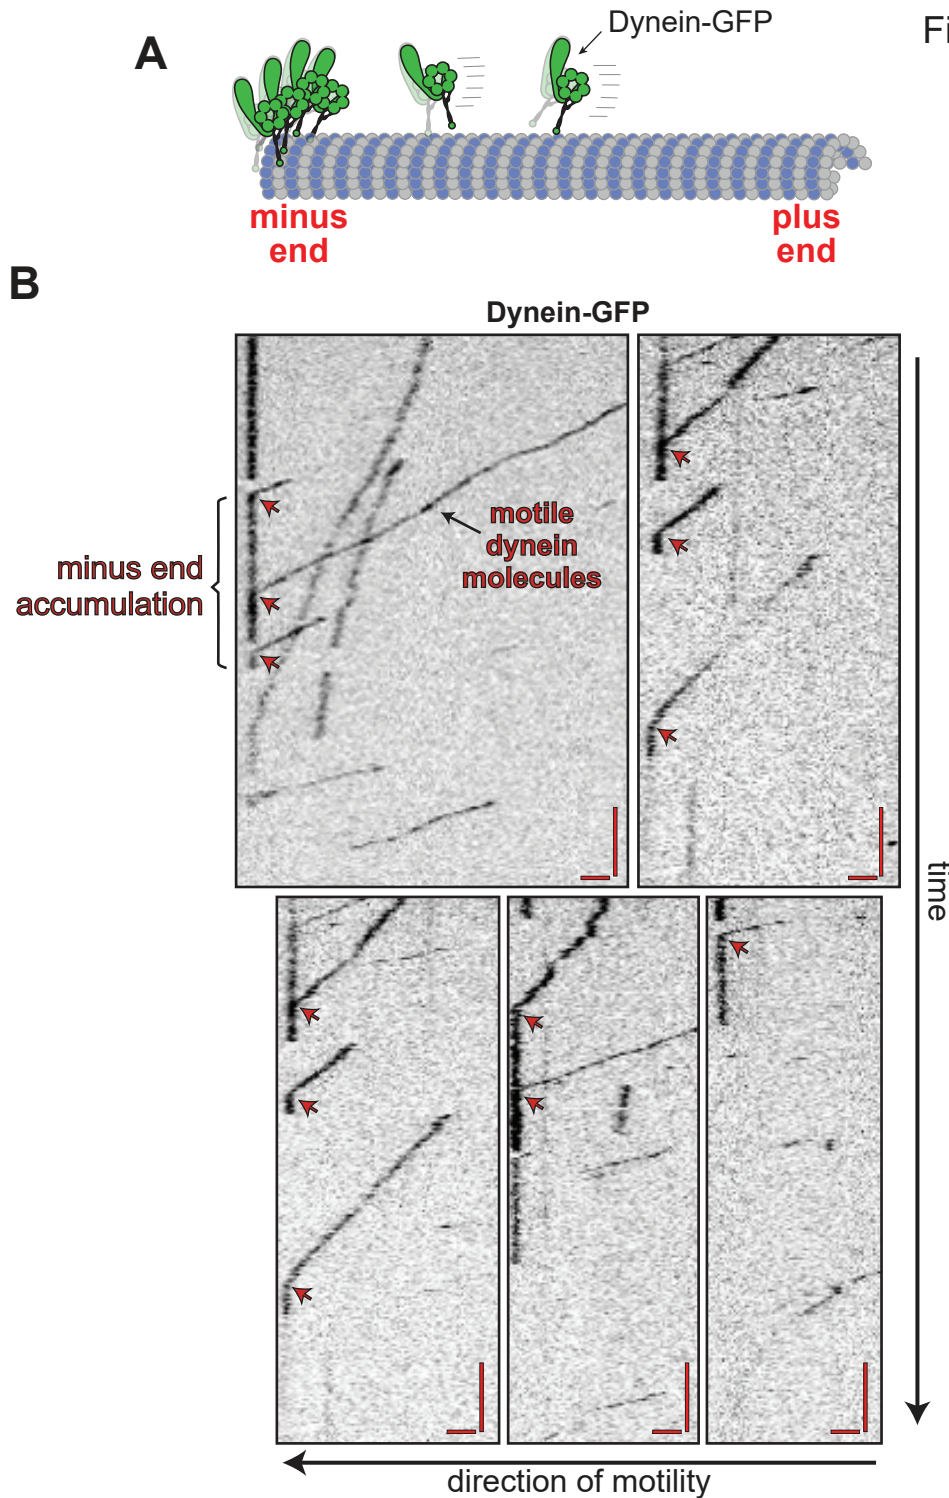 A
Dynein-GFP
Fi
minus
end
plus
end
B
Dynein-GFP
motile
dynein
molecules
minus end
accumulation
time
direction of motility